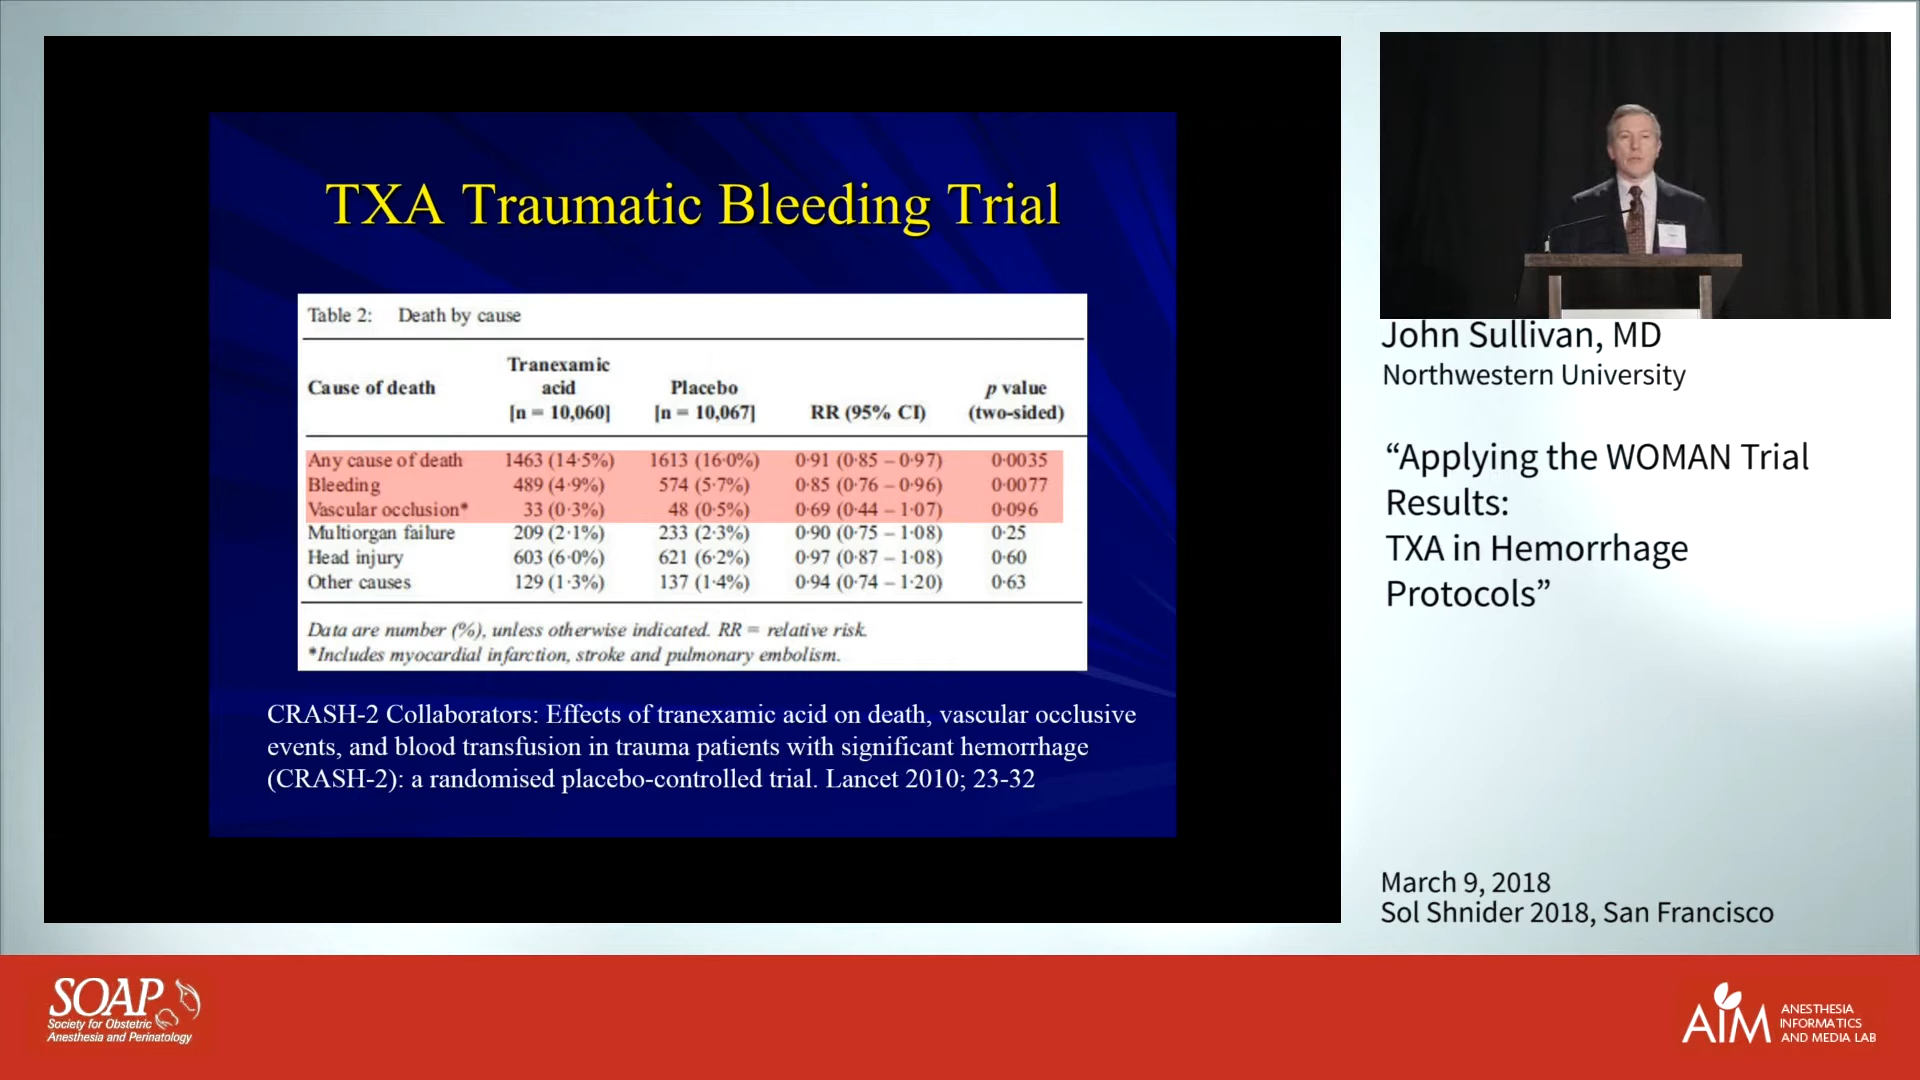 TXA Traumatic Bleeding Trial
Table 2: Death by cause
Cause of death Tranexamic acid [n = 10,060] Placebo [n = 10,067] RR (95% CI) p value (two-sided)
Any cause of death 1463 (14·5%) 1613 (16·0%) 0·91 (0·85 – 0·97) 0·0035
Bleeding 489 (4·9%) 574 (5·7%) 0·85 (0·76 – 0·96) 0·0077
Vascular occlusion* 33 (0·3%) 48 (0·5%) 0·69 (0·44 – 1·07) 0·096
Multiorgan failure 209 (2·1%) 233 (2·3%) 0·90 (0·75 – 1·08) 0·25
Head injury 603 (6·0%) 621 (6·2%) 0·97 (0·87 – 1·08) 0·60
Other causes 129 (1·3%) 137 (1·4%) 0·94 (0·74 – 1·20) 0·63
Data are number (%), unless otherwise indicated. RR = relative risk.
*Includes myocardial infarction, stroke and pulmonary embolism.
CRASH-2 Collaborators: Effects of tranexamic acid on death, vascular occlusive
events, and blood transfusion in trauma patients with significant hemorrhage
(CRASH-2): a randomised placebo-controlled trial. Lancet 2010; 23-32
John Sullivan, MD
Northwestern University
“Applying the WOMAN Trial
Results:
TXA in Hemorrhage
Protocols”
March 9, 2018
Sol Shnider 2018, San Francisco
SOAP
Society for Obstetric
Anesthesia and Perinatology
AIM
ANESTHESIA
INFORMATICS
AND MEDIA LAB